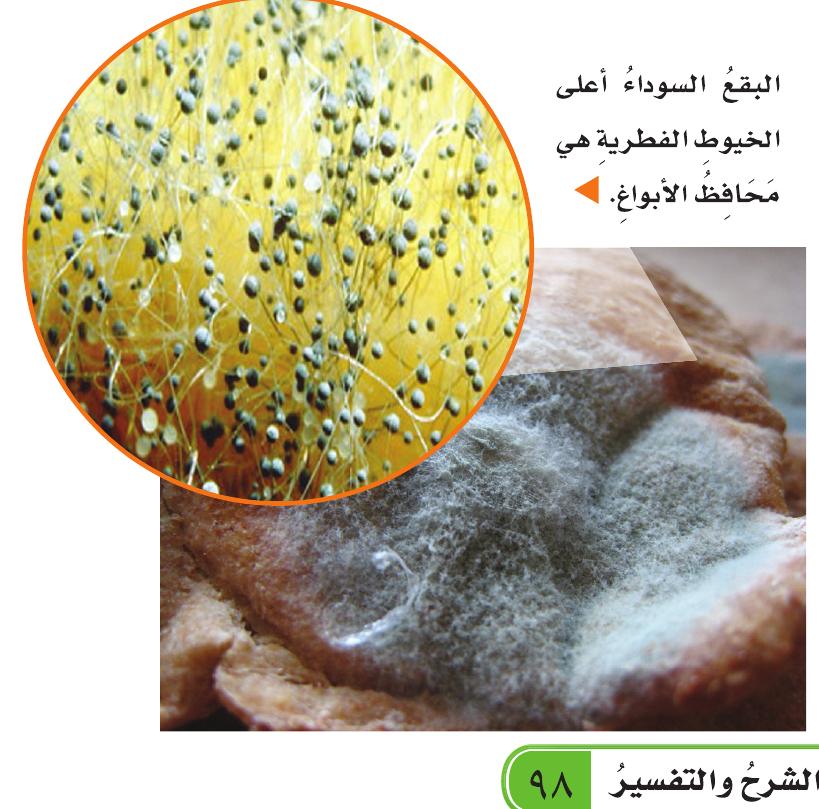 البقعُ السوداءُ أعلى
الخيوطِ الفطريةِ هي
مَحَافِظُ الأبواغِ.
الشرحُ والتفسيرُ ٩٨